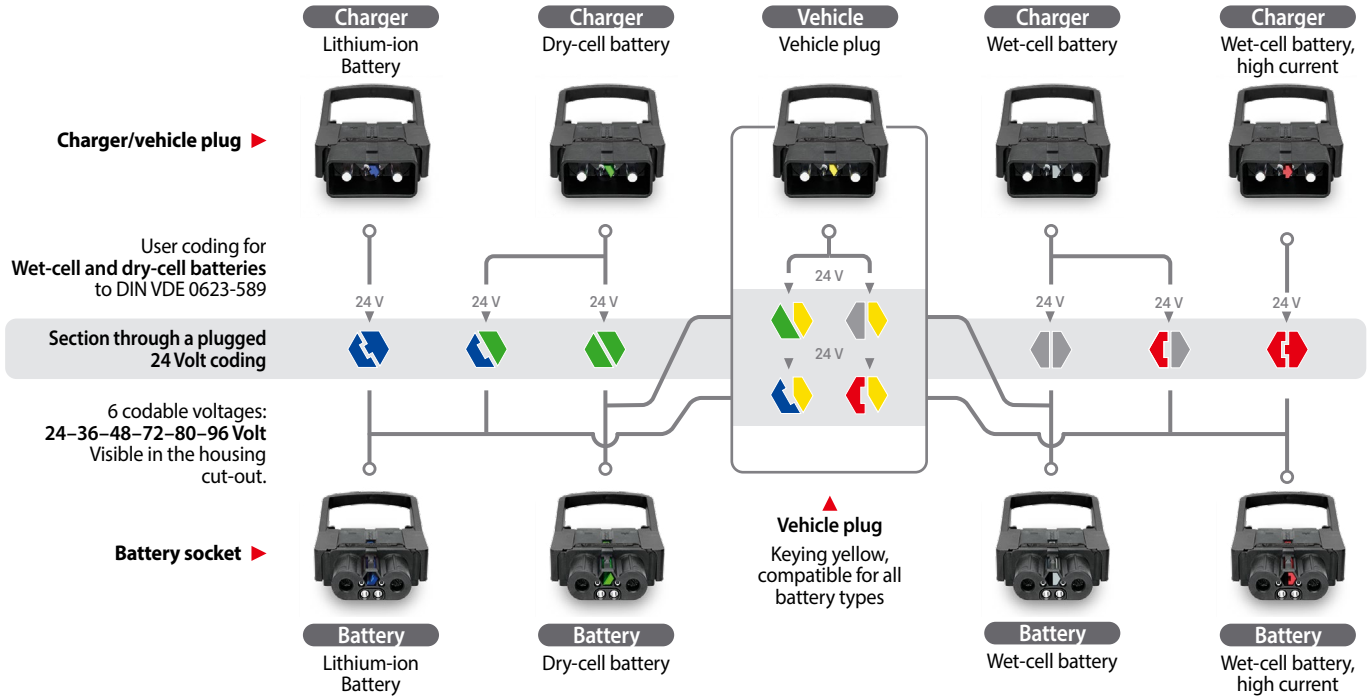 Charger
Lithium-ion
Battery
Charger
Dry-cell battery
Vehicle
Vehicle plug
Charger
Wet-cell battery
Charger
Wet-cell battery,
high current
Charger/vehicle plug
User coding for
Wet-cell and dry-cell batteries
to DIN VDE 0623-589
24 V
24 V
24 V
24 V
24 V
24 V
24 V
24 V
Section through a plugged
24 Volt coding
6 codable voltages:
24–36–48–72–80–96 Volt
Visible in the housing
cut-out.
Vehicle plug
Keying yellow,
compatible for all
battery types
Battery socket
Battery
Lithium-ion
Battery
Battery
Dry-cell battery
Battery
Wet-cell battery
Battery
Wet-cell battery,
high current